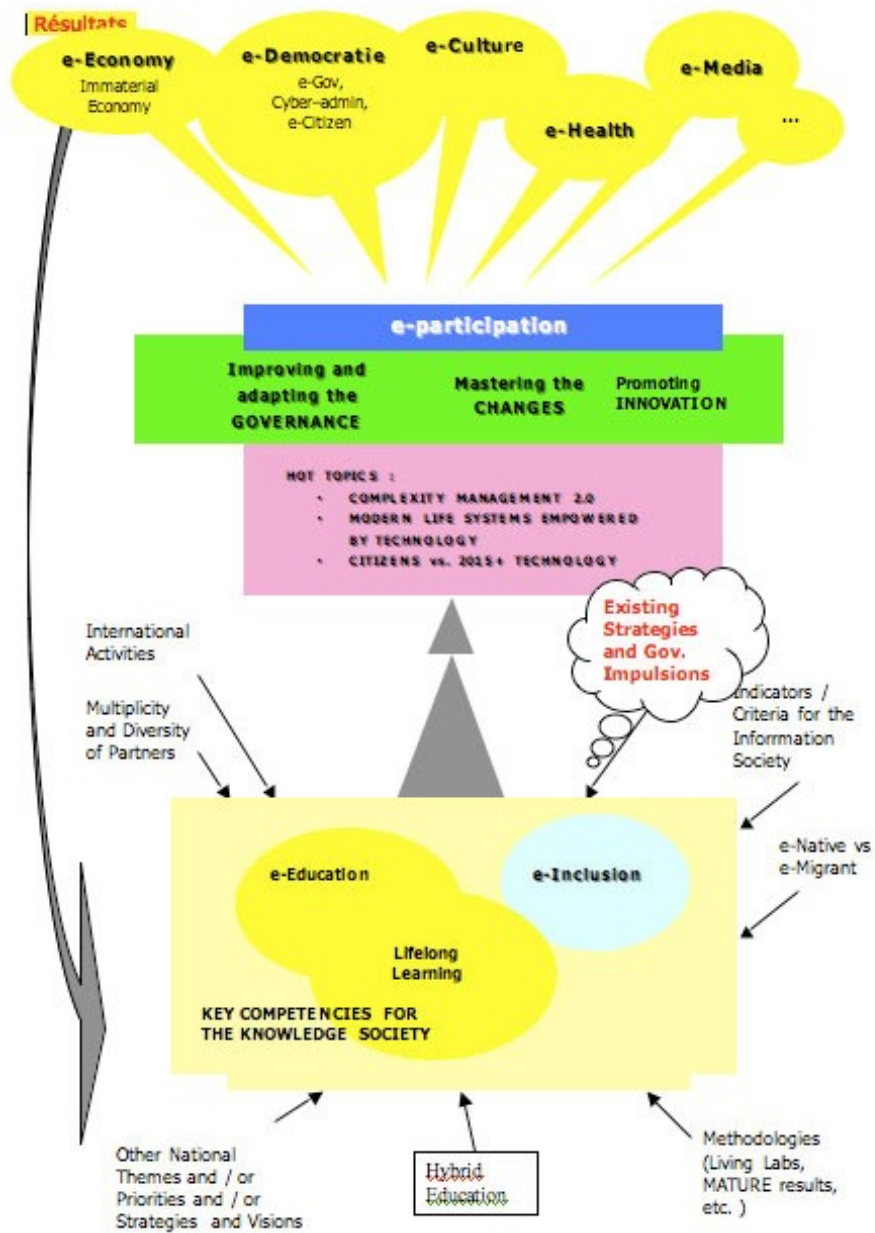 Résultats
e-Economy
Immaterial
Economy
e-Democratie
e-Gov,
Cyber-admin,
e-Citizen
e-Culture
e-Health
e-Media
...
e-participation
Improving and
adapting the
GOVERNANCE
Mastering the
CHANGES
Promoting
INNOVATION
HOT TOPICS :
• COMPLEXITY MANAGEMENT 2.0
• MODERN LIFE SYSTEMS EMPOWERED
BY TECHNOLOGY
• CITIZENS vs. 2015+ TECHNOLOGY
Existing
Strategies
and Gov.
Impulsions
International
Activities
Multiplicity
and Diversity
of Partners
Indicators /
Criteria for the
Inforrmation
Society
e-Native vs
e-Migrant
e-Education
e-Inclusion
Lifelong
Learning
KEY COMPETENCIES FOR
THE KNOWLEDGE SOCIETY
Other National
Themes and / or
Priorities and / or
Strategies and Visions
Hybrid
Education
Methodologies
(Living Labs,
MATURE results,
etc. )